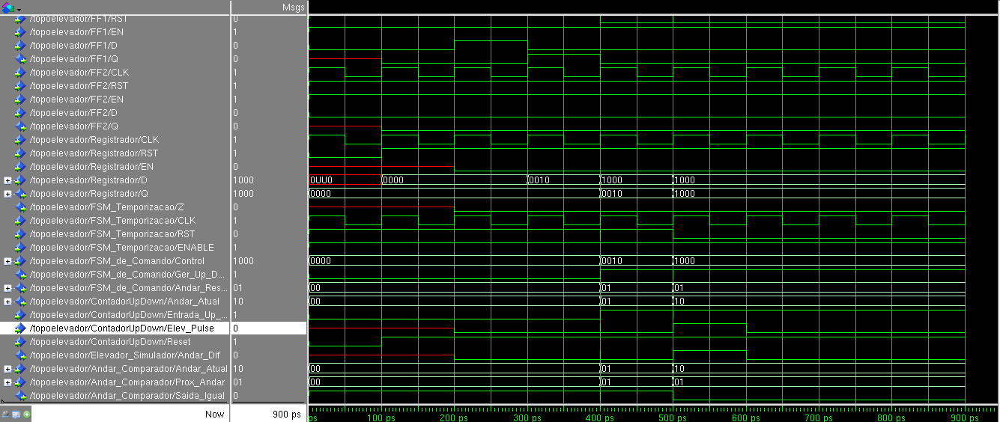 Msgs
/topoelevador/FF1/RST 0
/topoelevador/FF1/EN 1
/topoelevador/FF1/D 0
/topoelevador/FF1/Q 0
/topoelevador/FF2/CLK 1
/topoelevador/FF2/RST 1
/topoelevador/FF2/EN 1
/topoelevador/FF2/D 0
/topoelevador/FF2/Q 0
/topoelevador/Registrador/CLK 1
/topoelevador/Registrador/RST 1
/topoelevador/Registrador/EN 0
/topoelevador/Registrador/D 1000 0UU0 0000 0010 1000 1000
/topoelevador/Registrador/Q 1000 0000 0010 1000
/topoelevador/FSM_Temporizacao/Z 0
/topoelevador/FSM_Temporizacao/CLK 1
/topoelevador/FSM_Temporizacao/RST 0
/topoelevador/FSM_Temporizacao/ENABLE 1
/topoelevador/FSM_de_Comando/Control 1000 0000 0010 1000
/topoelevador/FSM_de_Comando/Ger_Up_D... 1
/topoelevador/FSM_de_Comando/Andar_Res... 01 00 01 01
/topoelevador/ContadorUpDown/Andar_Atual 10 00 01 10
/topoelevador/ContadorUpDown/Entrada_Up_... 1
/topoelevador/ContadorUpDown/Elev_Pulse 0
/topoelevador/ContadorUpDown/Reset 1
/topoelevador/Elevador_Simulador/Andar_Dif 0
/topoelevador/Andar_Comparador/Andar_Atual 10 00 01 10
/topoelevador/Andar_Comparador/Prox_Andar 01 00 01 01
/topoelevador/Andar_Comparador/Saida_Igual 0
Now 900 ps ps 100 ps 200 ps 300 ps 400 ps 500 ps 600 ps 700 ps 800 ps 900 ps